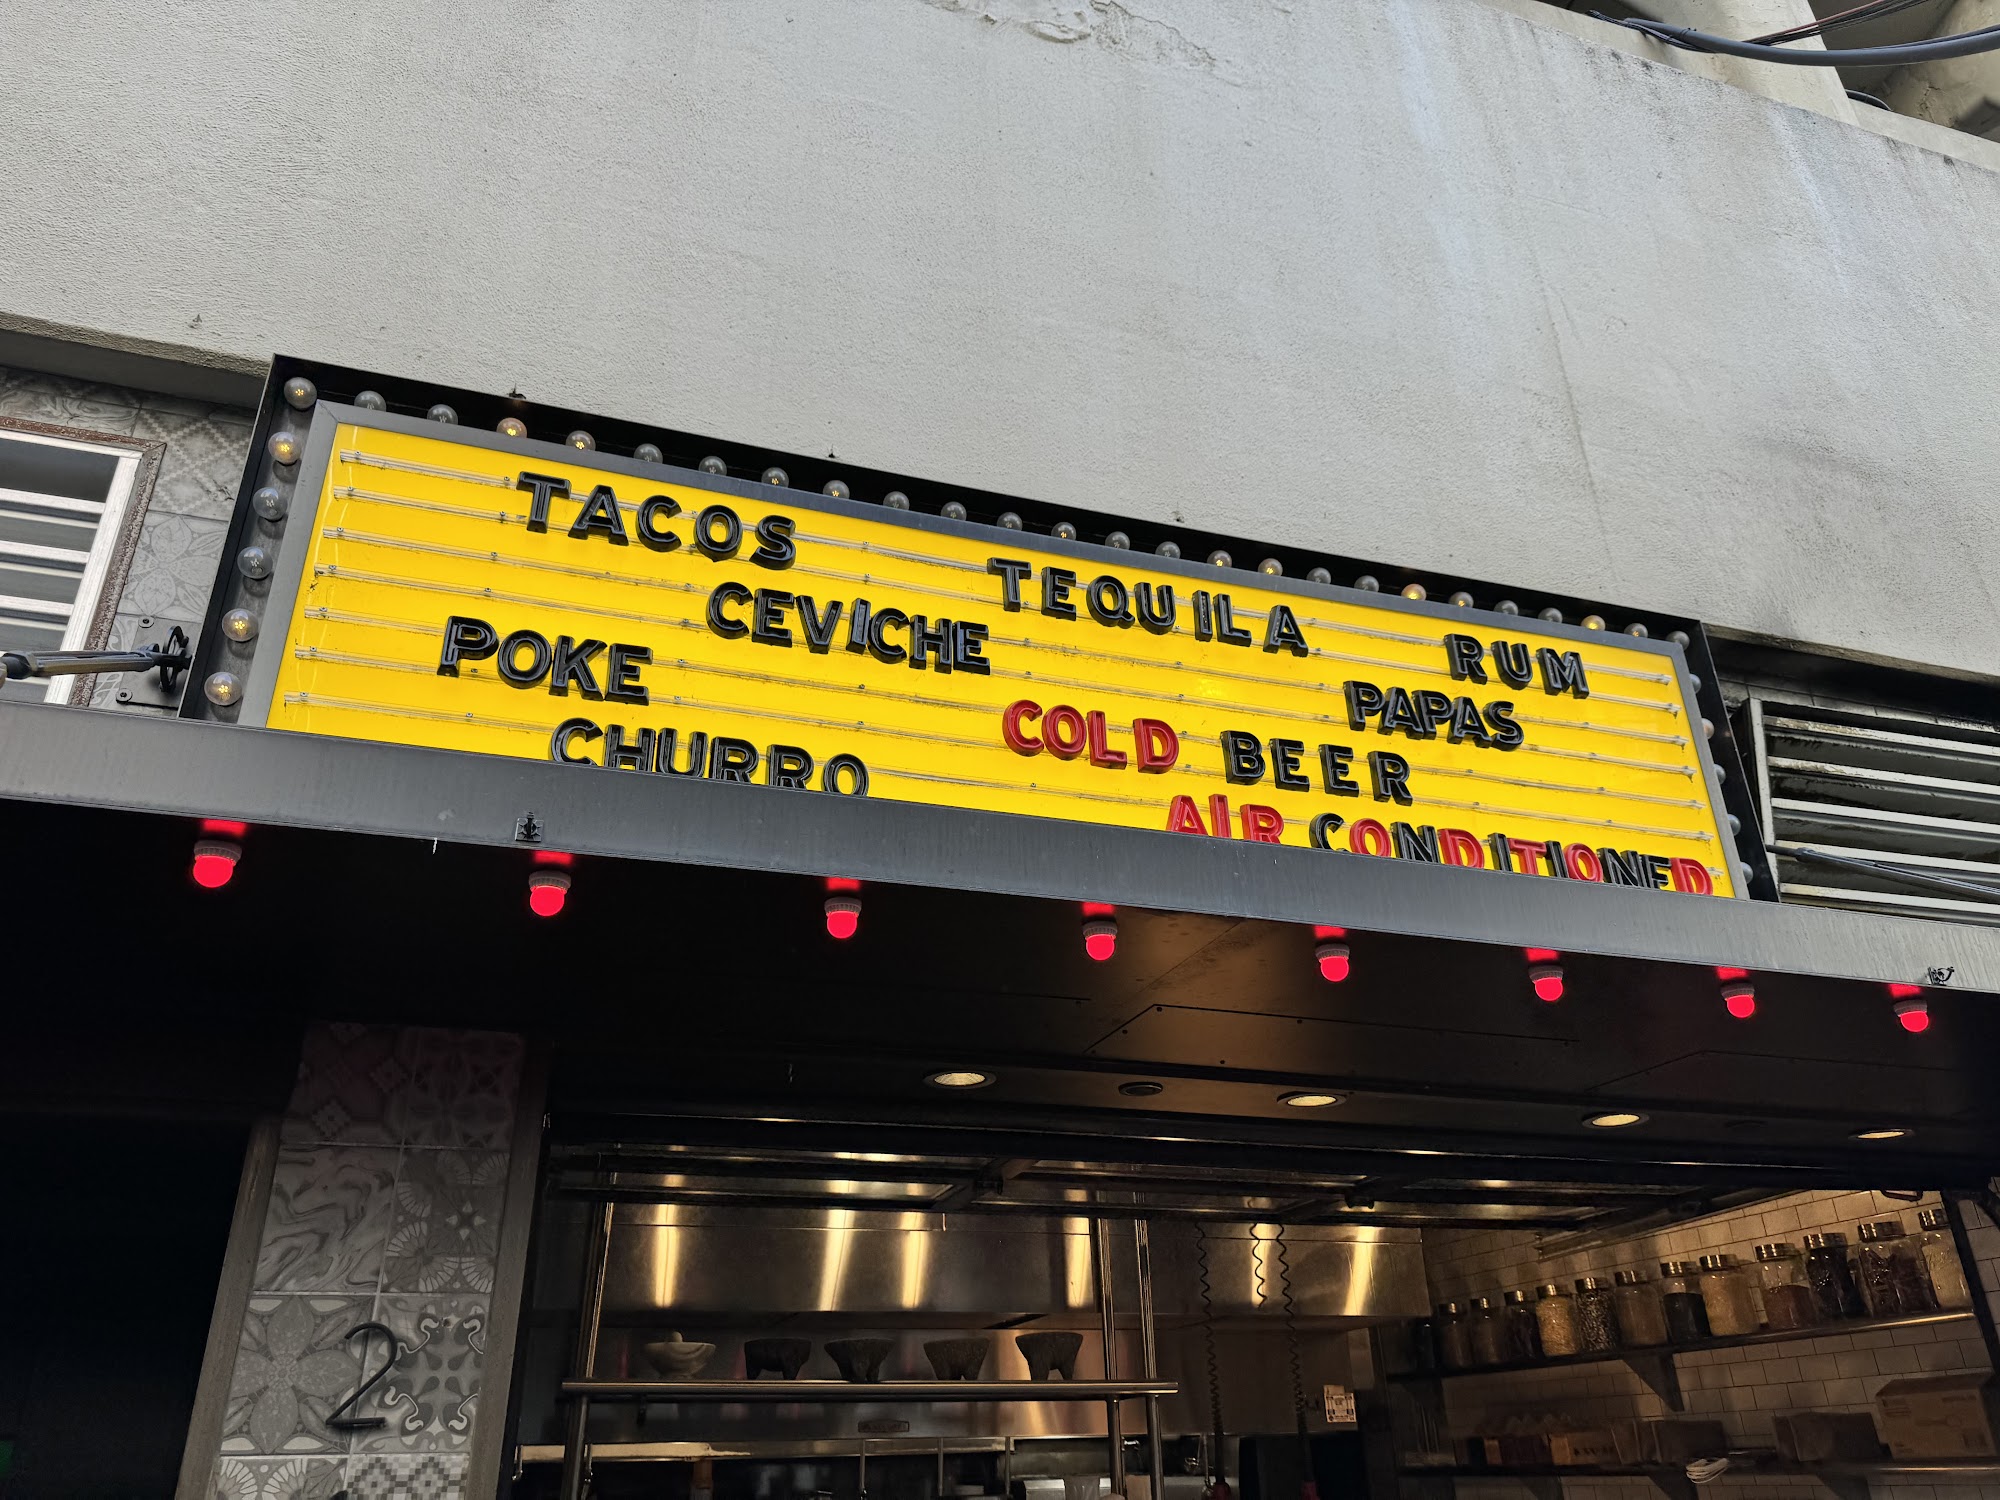 TACOS TEQUILA RUM
CEVICHE PAPAS
POKE COLD BEER
CHURRO AIR CONDITIONED
2